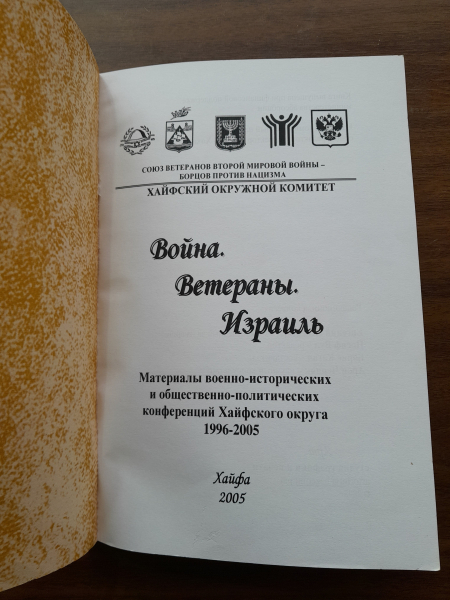 СОЮЗ ВЕТЕРАНОВ ВТОРОЙ МИРОВОЙ ВОЙНЫ –
БОРЦОВ ПРОТИВ НАЦИЗМА
ХАЙФСКИЙ ОКРУЖНОЙ КОМИТЕТ
Война.
Ветераны.
Израиль
Материалы военно-исторических
и общественно-политических
конференций Хайфского округа
1996-2005
Хайфа
2005